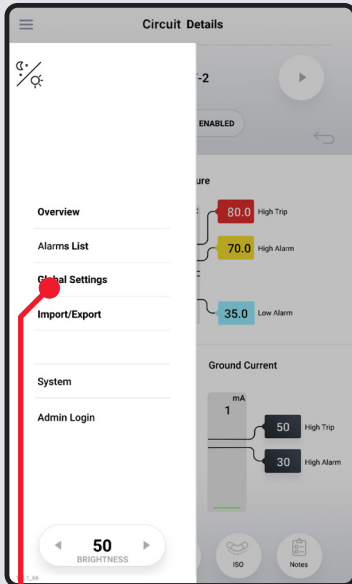 Circuit Details
-2
ENABLED
ure
80.0 High Trip
70.0 High Alarm
35.0 Low Alarm
Overview
Alarms List
Global Settings
Import/Export
System
Admin Login
Ground Current
mA
1
50 High Trip
30 High Alarm
50
BRIGHTNESS
ISO
Notes